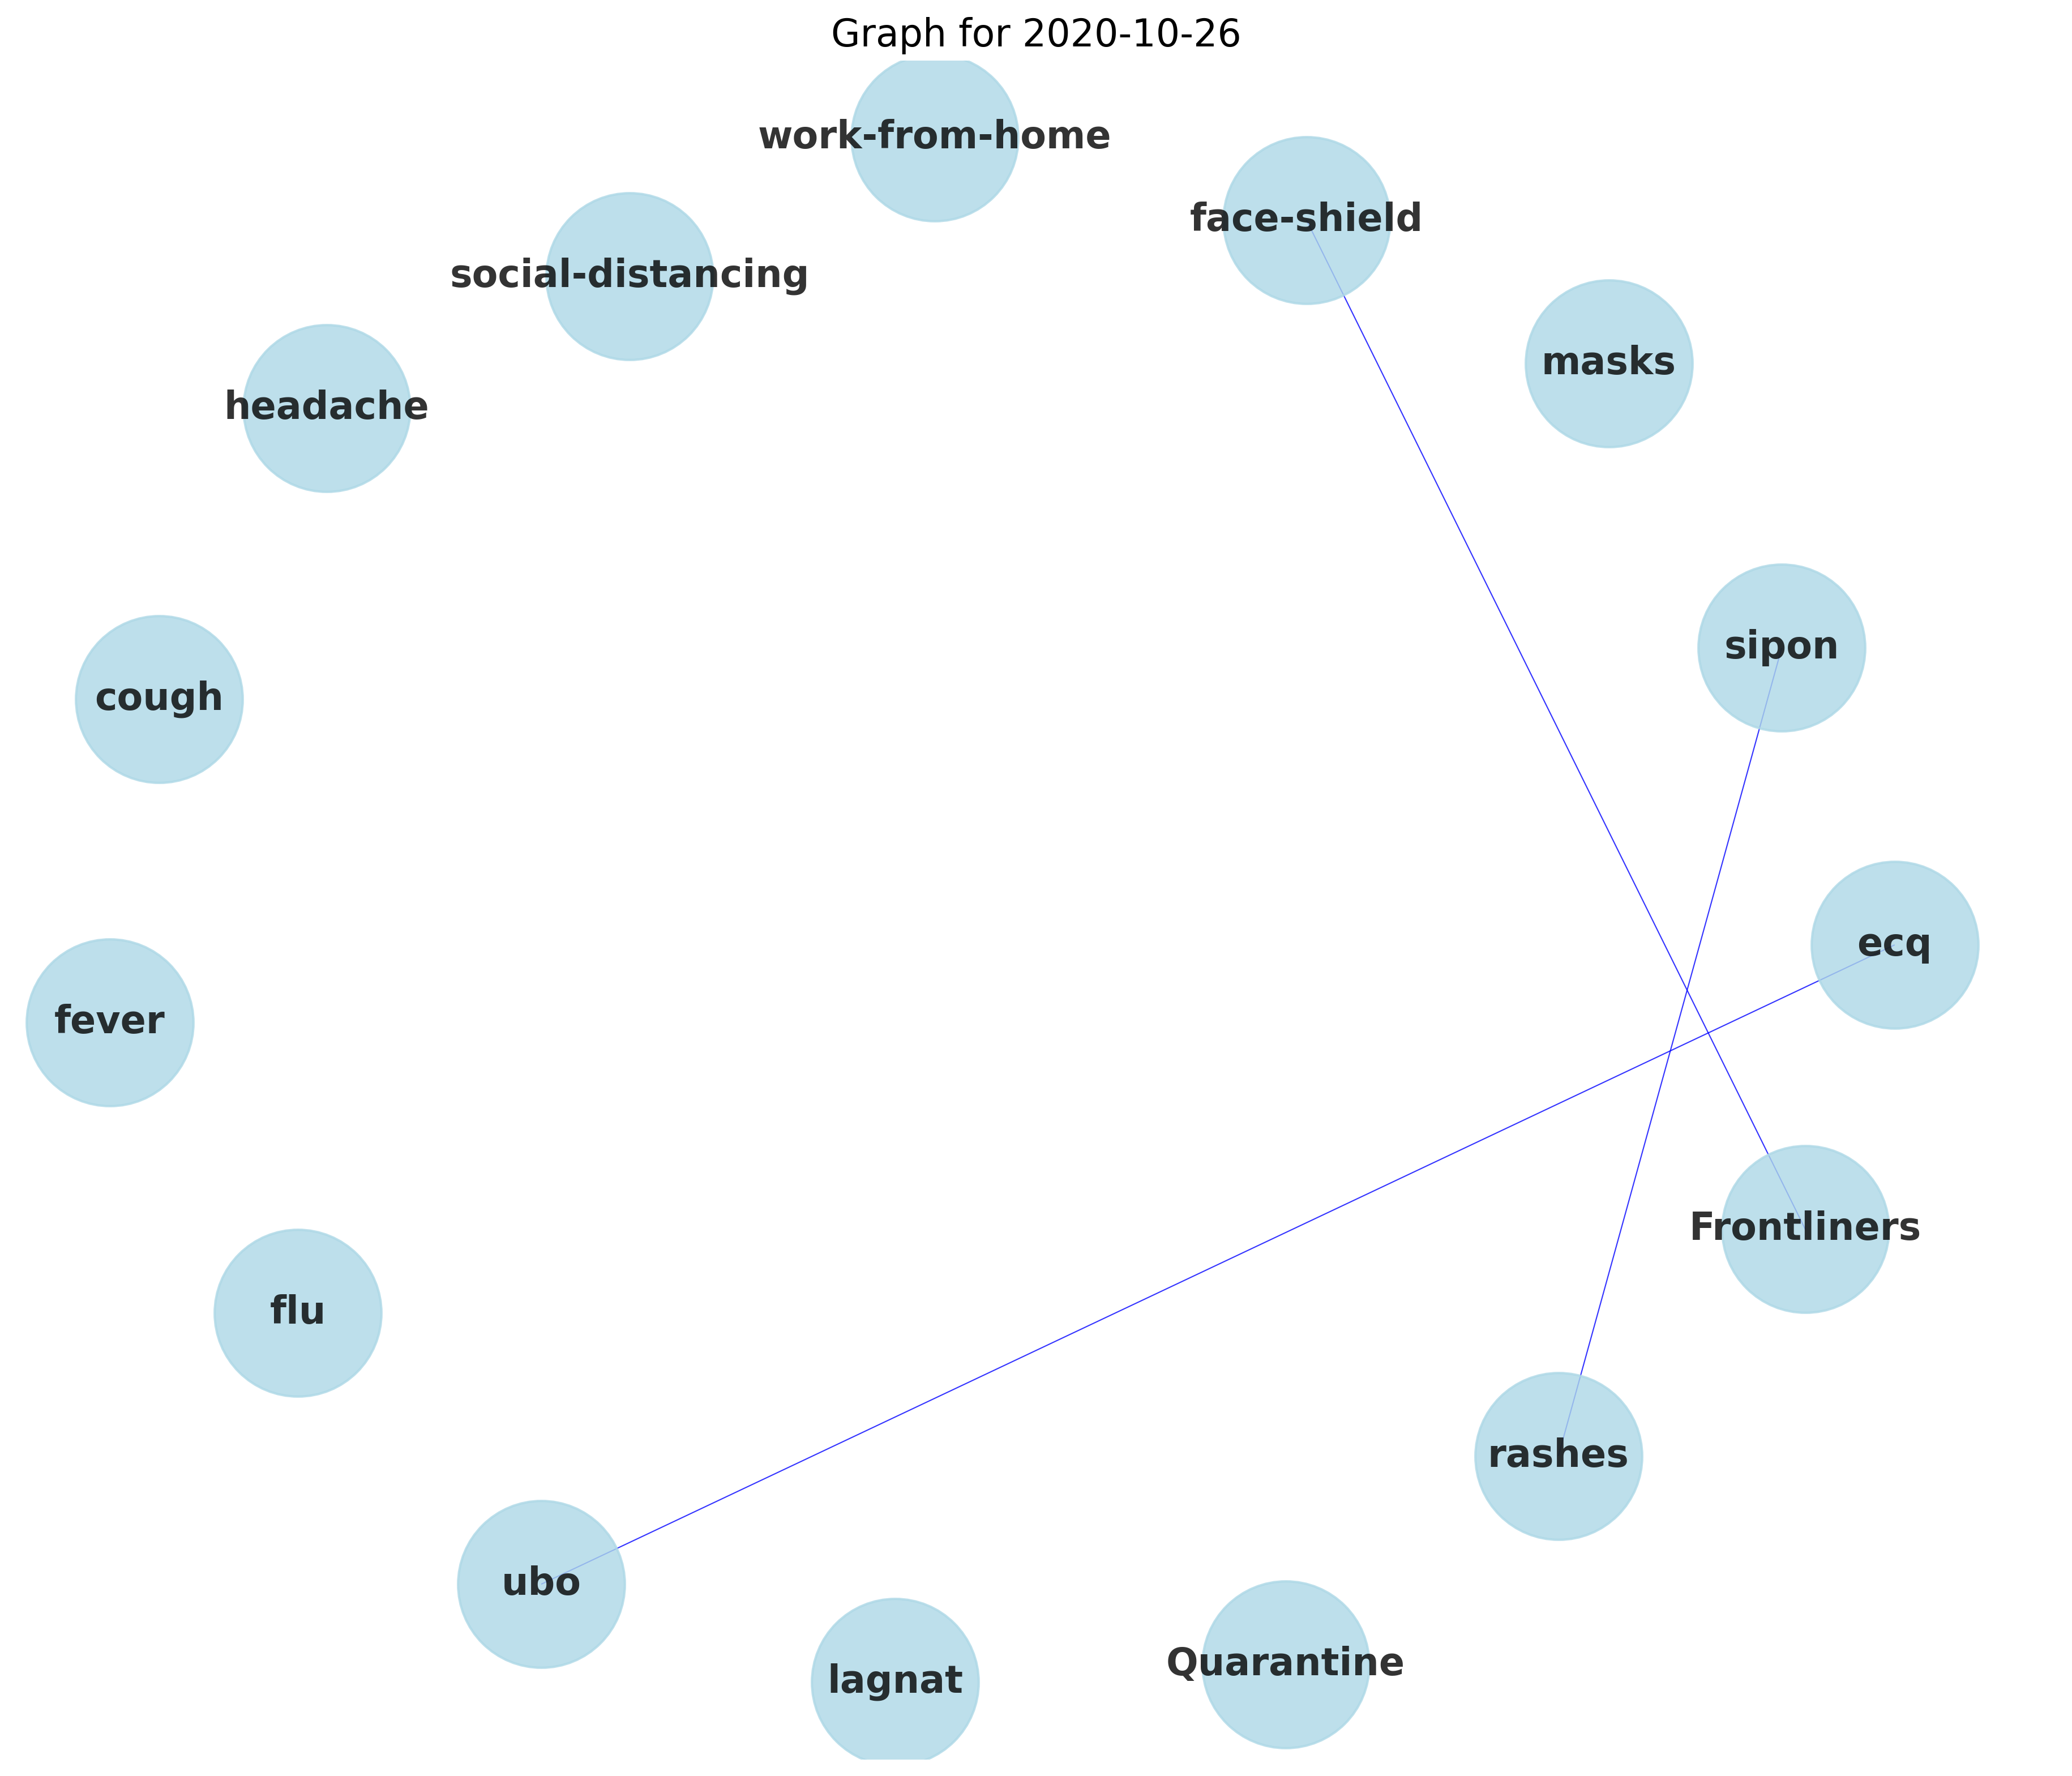 Graph for 2020-10-26
work-from-home
face-shield
social-distancing
masks
headache
sipon
cough
ecq
fever
Frontliners
flu
rashes
ubo
Quarantine
lagnat